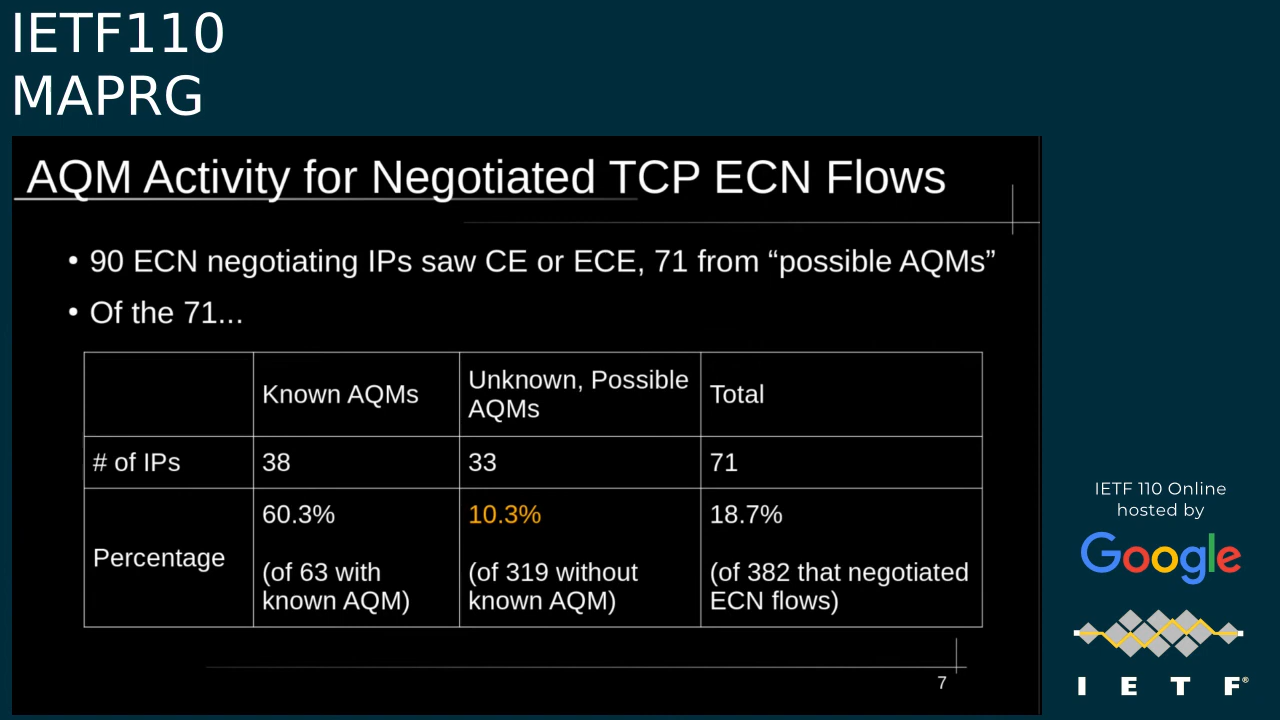 IETF110
MAPRG
AQM Activity for Negotiated TCP ECN Flows
• 90 ECN negotiating IPs saw CE or ECE, 71 from “possible AQMs”
• Of the 71...
Known AQMs
Unknown, Possible
AQMs
Total
# of IPs
38
33
71
Percentage
60.3%
(of 63 with
known AQM)
10.3%
(of 319 without
known AQM)
18.7%
(of 382 that negotiated
ECN flows)
7
IETF 110 Online
hosted by
Google
I E T F®